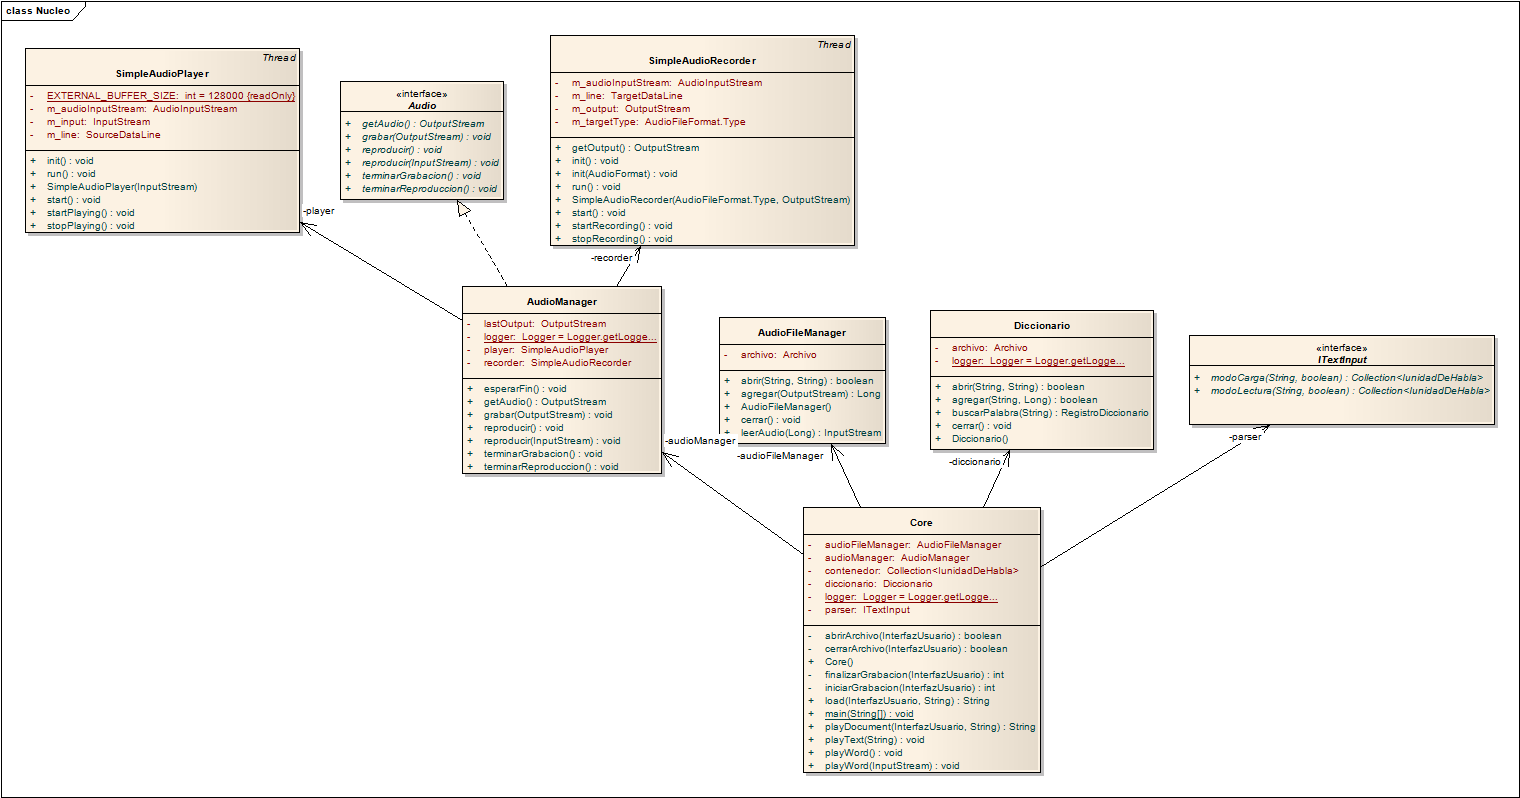 class Nucleo
Thread
SimpleAudioPlayer
- EXTERNAL_BUFFER_SIZE: int = 128000 {readOnly}
- m_audioInputStream: AudioInputStream
- m_input: InputStream
- m_line: SourceDataLine
+ init() : void
+ run() : void
+ SimpleAudioPlayer(InputStream)
+ start() : void
+ startPlaying() : void
+ stopPlaying() : void
«interface»
Audio
+ getAudio() : OutputStream
+ grabar(OutputStream) : void
+ reproducir() : void
+ reproducir(InputStream) : void
+ terminarGrabacion() : void
+ terminarReproduccion() : void
Thread
SimpleAudioRecorder
- m_audioInputStream: AudioInputStream
- m_line: TargetDataLine
- m_output: OutputStream
- m_targetType: AudioFileFormat.Type
+ getOutput() : OutputStream
+ init() : void
+ init(AudioFormat) : void
+ run() : void
+ SimpleAudioRecorder(AudioFileFormat.Type, OutputStream)
+ start() : void
+ startRecording() : void
+ stopRecording() : void
-player
-recorder
AudioManager
- lastOutput: OutputStream
- logger: Logger = Logger.getLogge...
- player: SimpleAudioPlayer
- recorder: SimpleAudioRecorder
+ esperarFin() : void
+ getAudio() : OutputStream
+ grabar(OutputStream) : void
+ reproducir() : void
+ reproducir(InputStream) : void
+ terminarGrabacion() : void
+ terminarReproduccion() : void
AudioFileManager
- archivo: Archivo
+ abrir(String, String) : boolean
+ agregar(OutputStream) : Long
+ AudioFileManager()
+ cerrar() : void
+ leerAudio(Long) : InputStream
Diccionario
- archivo: Archivo
- logger: Logger = Logger.getLogge...
+ abrir(String, String) : boolean
+ agregar(String, Long) : boolean
+ buscarPalabra(String) : RegistroDiccionario
+ cerrar() : void
+ Diccionario()
«interface»
ITextInput
+ modoCarga(String, boolean) : Collection<IunidadDeHabla>
+ modoLectura(String, boolean) : Collection<IunidadDeHabla>
-audioManager
-audioFileManager
-diccionario
-parser
Core
- audioFileManager: AudioFileManager
- audioManager: AudioManager
- contenedor: Collection<IunidadDeHabla>
- diccionario: Diccionario
- logger: Logger = Logger.getLogge...
- parser: ITextInput
- abrirArchivo(InterfazUsuario) : boolean
- cerrarArchivo(InterfazUsuario) : boolean
+ Core()
- finalizarGrabacion(InterfazUsuario) : int
- iniciarGrabacion(InterfazUsuario) : int
+ load(InterfazUsuario, String) : String
+ main(String[]) : void
+ playDocument(InterfazUsuario, String) : String
+ playText(String) : void
+ playWord() : void
+ playWord(InputStream) : void